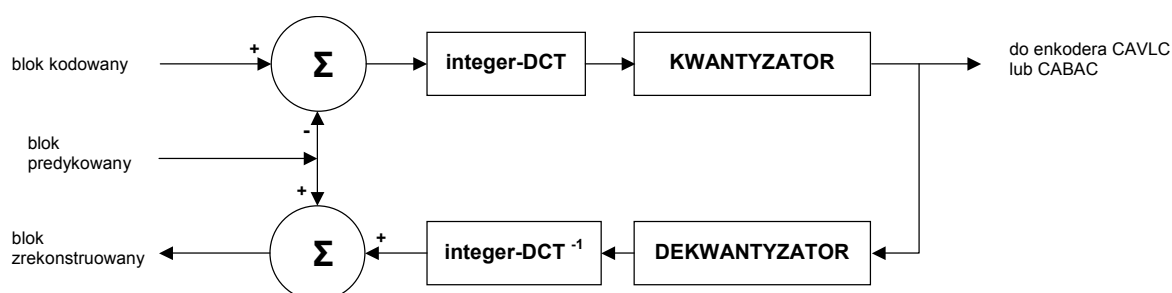 blok kodowany
+
Σ
integer-DCT
KWANTYZATOR
do enkodera CAVLC
lub CABAC
-
blok
predykowany
+
blok
zrekonstruowany
Σ
+
integer-DCT -1
DEKWANTYZATOR